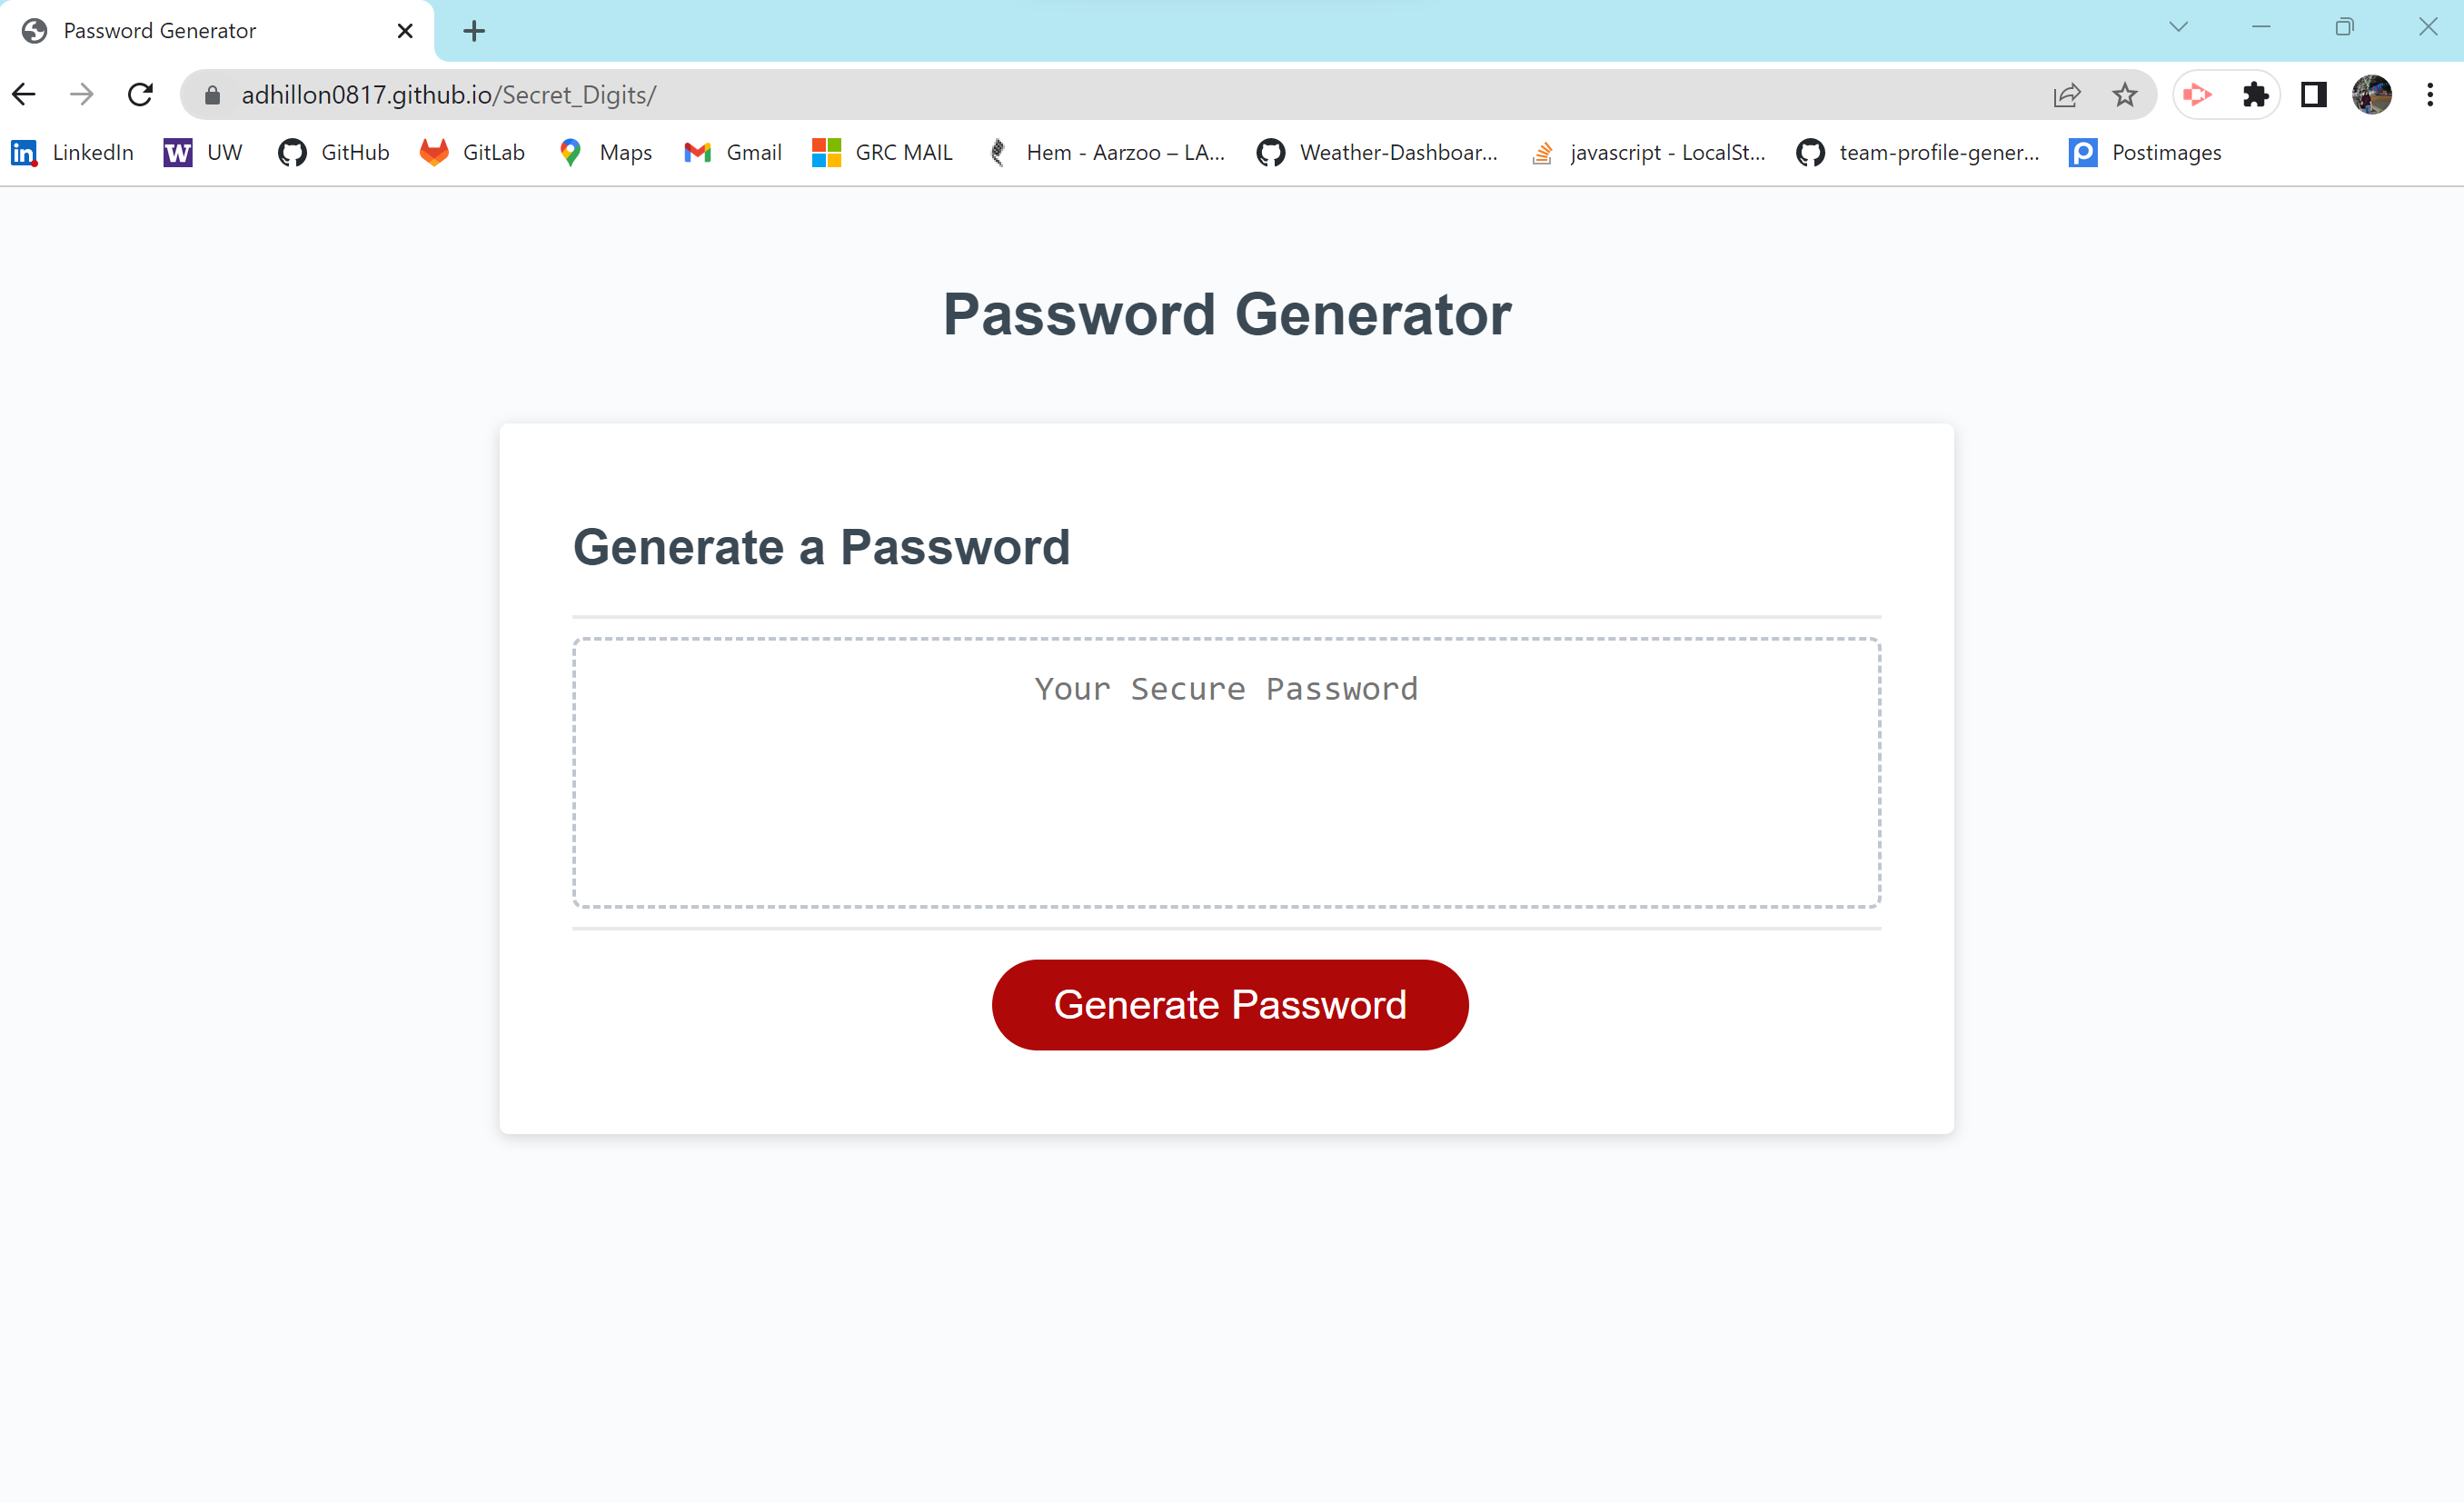 Password Generator
adhillon0817.github.io/Secret_Digits/
LinkedIn UW GitHub GitLab Maps Gmail GRC MAIL Hem - Aarzoo – LA... Weather-Dashboar... javascript - LocalSt... team-profile-gener... Postimages
Password Generator
Generate a Password
Your Secure Password
Generate Password